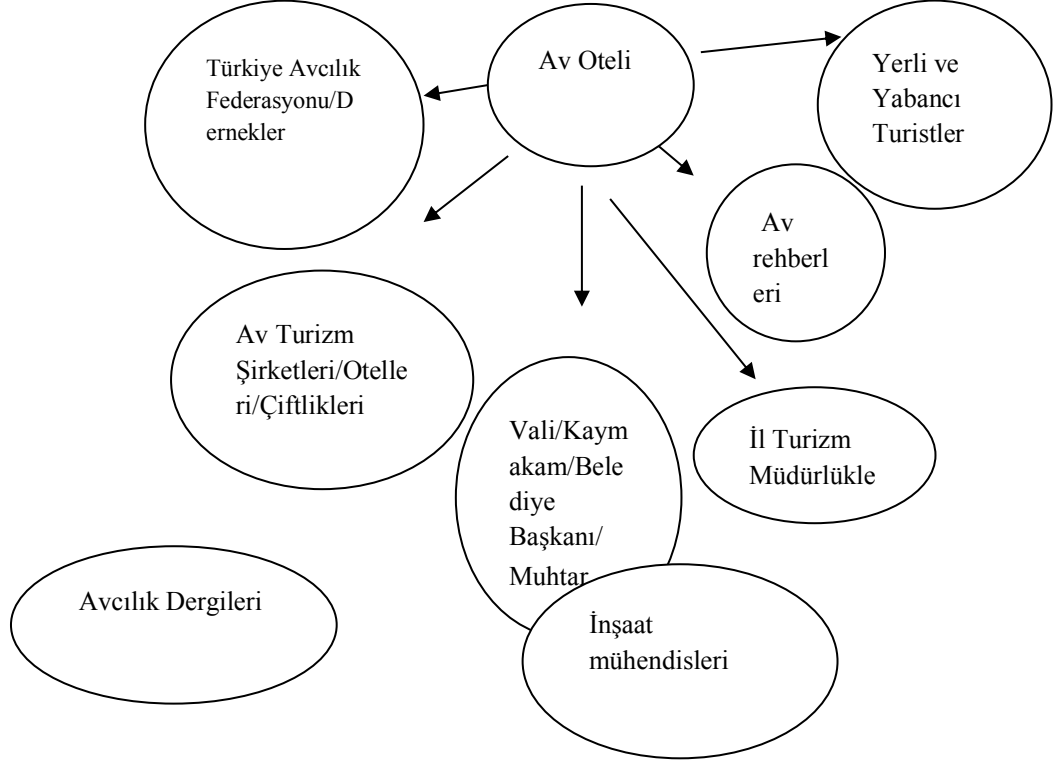 Türkiye Avcılık
Federasyonu/D
ernekler
Av Oteli
Yerli ve
Yabancı
Turistler
Av
rehberl
eri
Av Turizm
Şirketleri/Otelle
ri/Çiftlikleri
Vali/Kaym
akam/Bele
diye
Başkanı/
Muhtar
İl Turizm
Müdürlükle
Avcılık Dergileri
İnşaat
mühendisleri